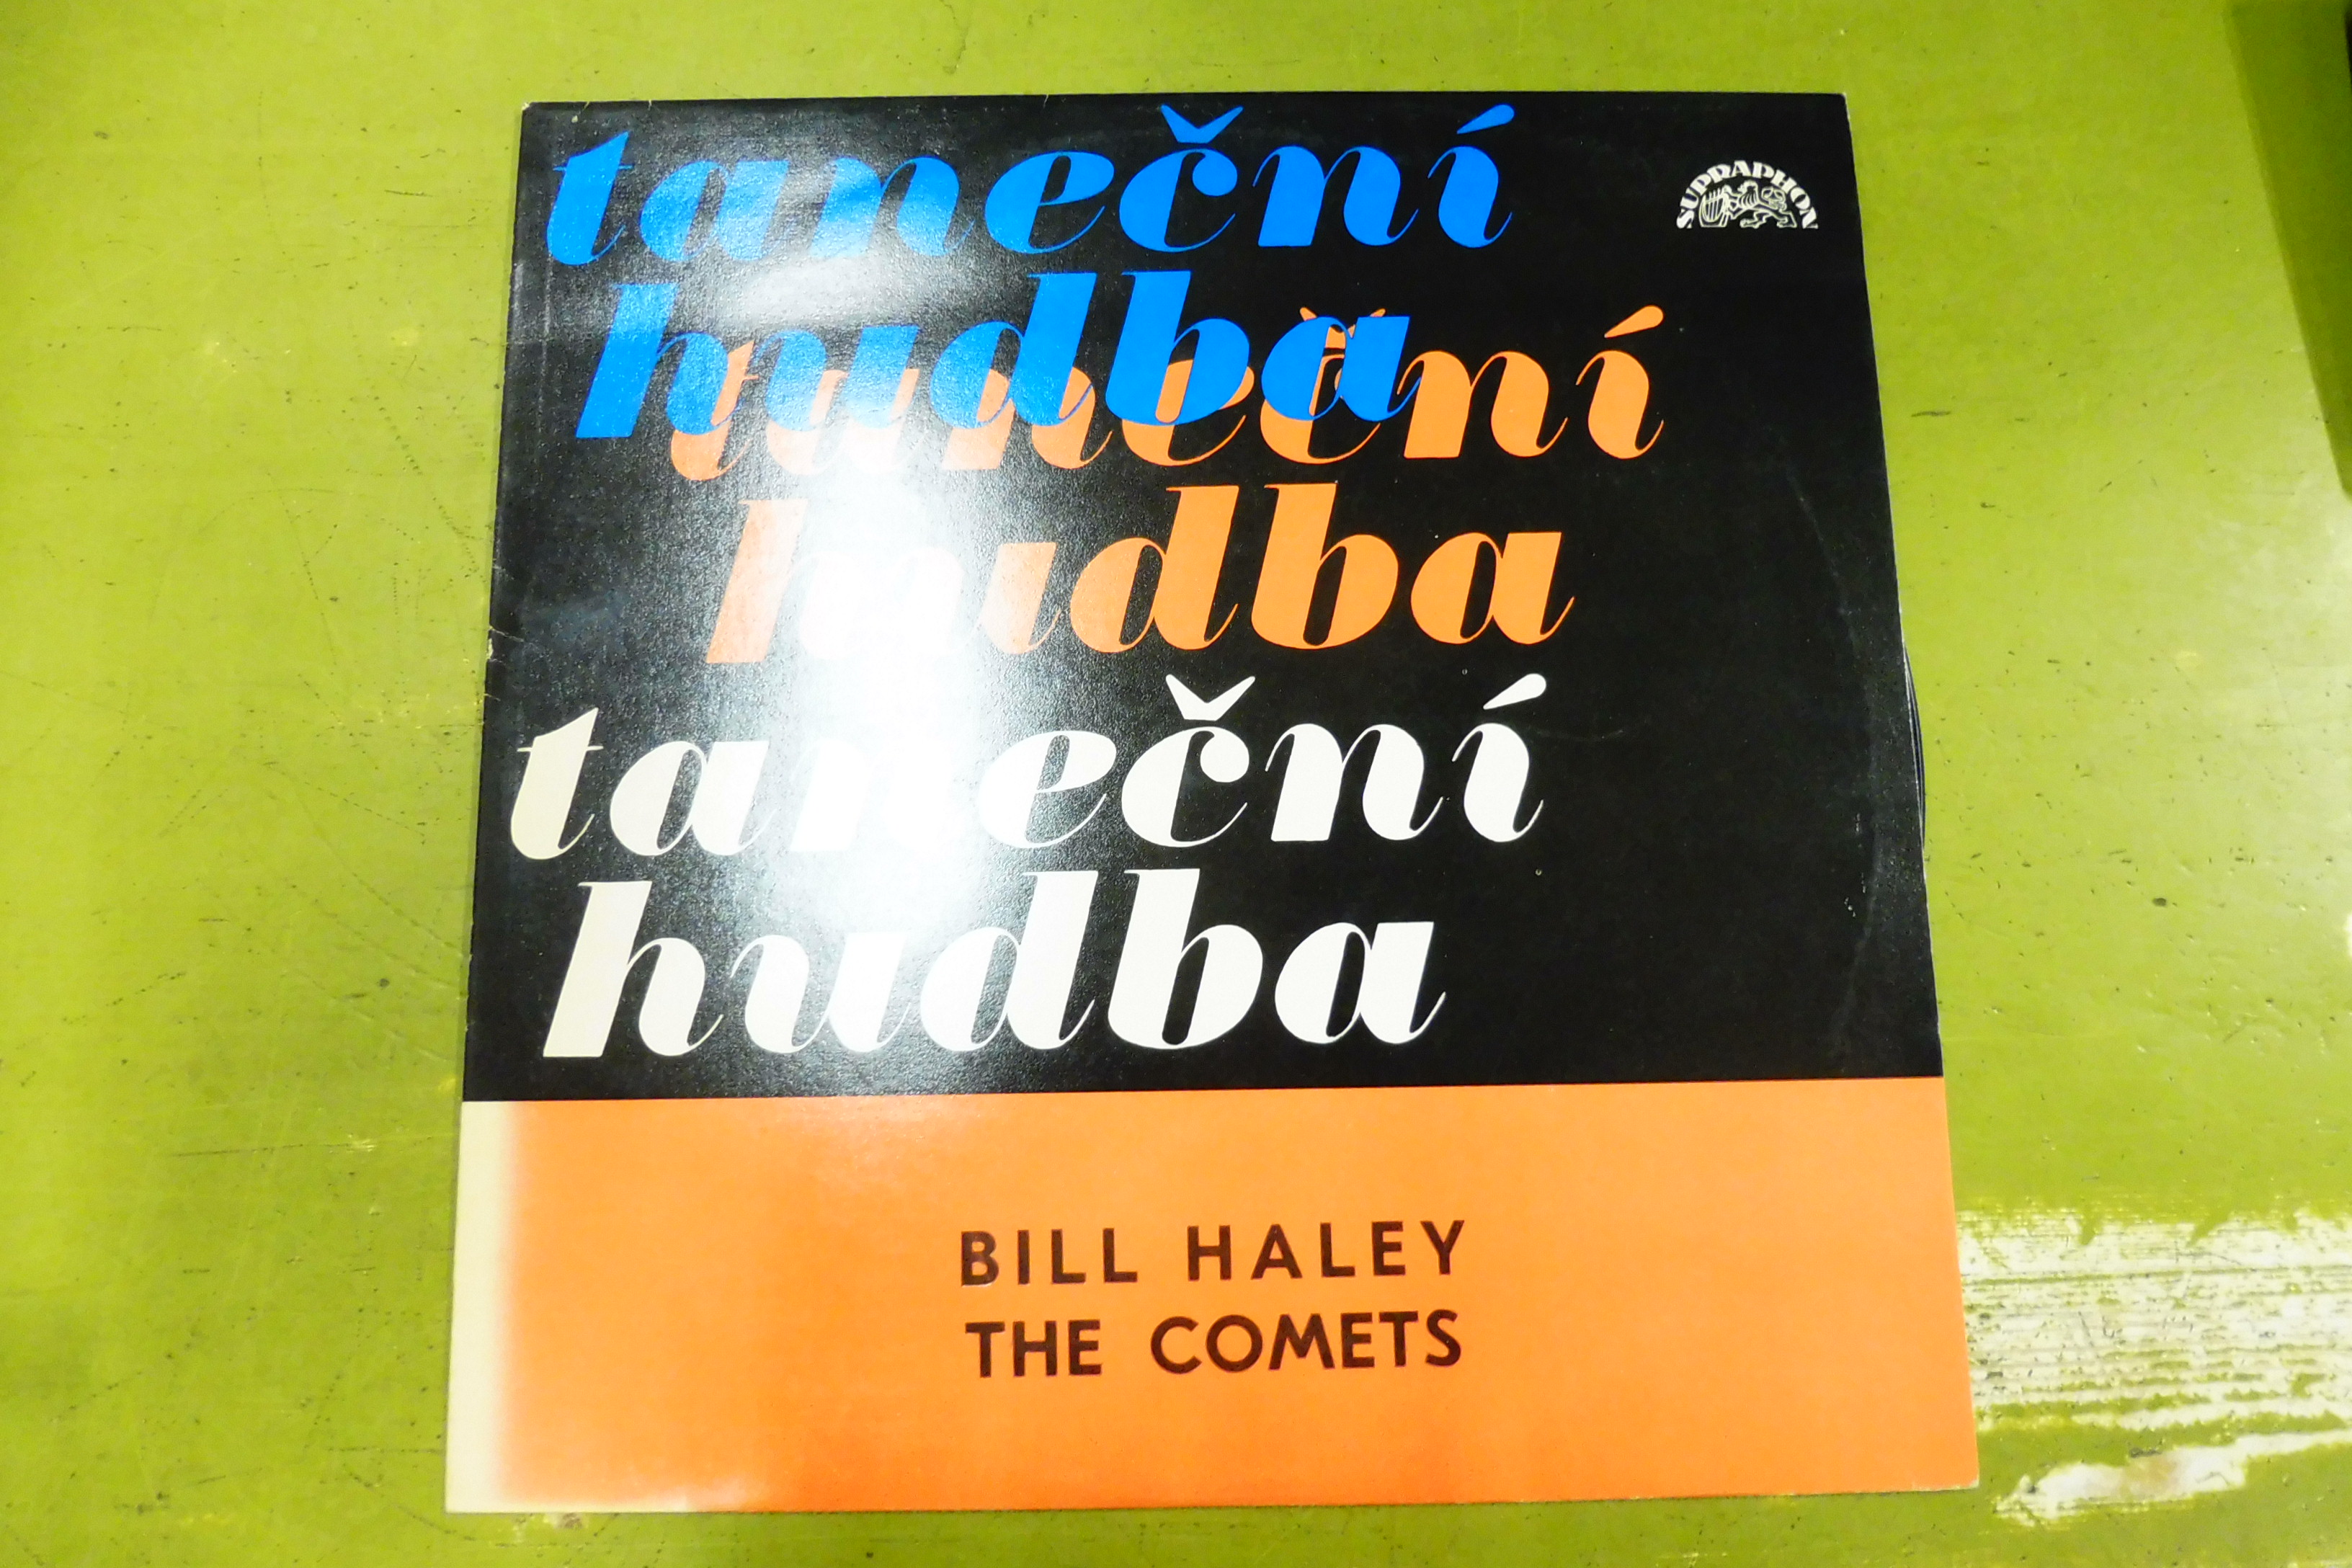 taneční
SUPRAPHON
hudba
taneční
hudba
taneční
hudba
BILL HALEY
THE COMETS